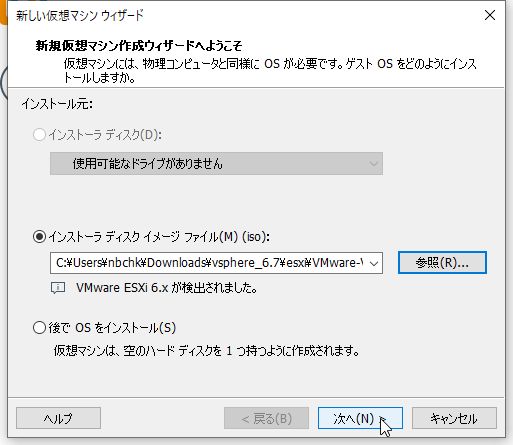 新しい仮想マシン ウィザード
新規仮想マシン作成ウィザードへようこそ
仮想マシンには、物理コンピュータと同様に OS が必要です。ゲスト OS をどのようにインス
トールしますか。
インストール元:
インストーラ ディスク(D):
使用可能なドライブがありません
インストーラ ディスク イメージ ファイル(M) (iso):
C:¥Users¥nbchk¥Downloads¥vsphere_6.7¥esx¥VMware-V
参照(R)...
VMware ESXi 6.x が検出されました。
後で OS をインストール(S)
仮想マシンは、空のハード ディスクを 1 つ持つように作成されます。
ヘルプ
< 戻る(B)
次へ(N) >
キャンセル